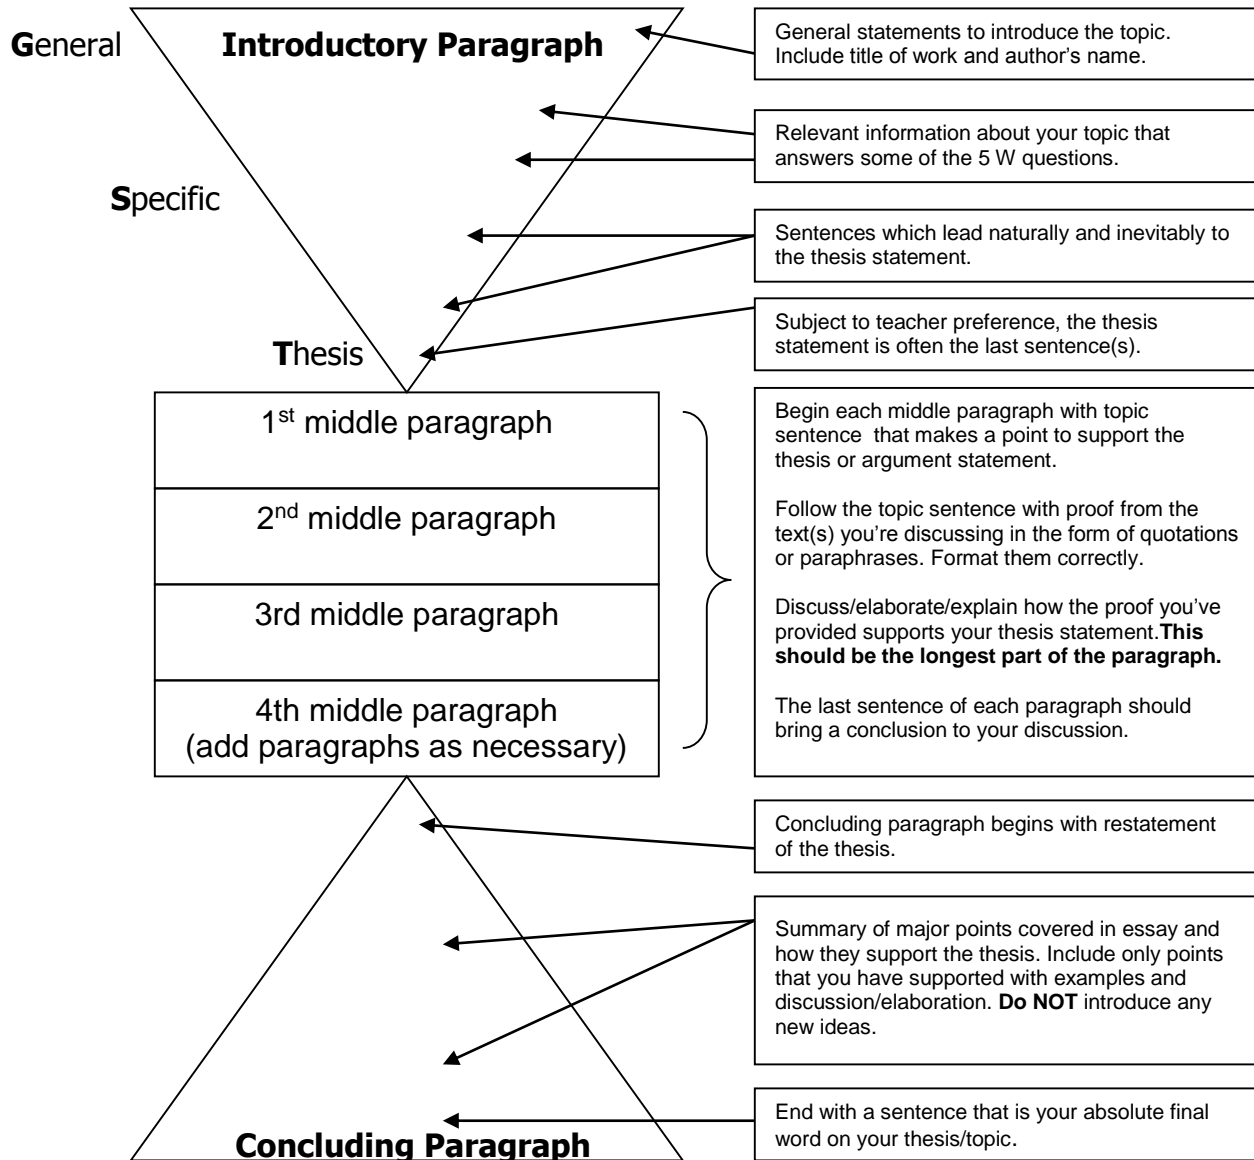 General
Introductory Paragraph
General statements to introduce the topic.
Include title of work and author's name.
Relevant information about your topic that
answers some of the 5 W questions.
Specific
Sentences which lead naturally and inevitably to
the thesis statement.
Subject to teacher preference, the thesis
statement is often the last sentence(s).
Thesis
1st middle paragraph
2nd middle paragraph
3rd middle paragraph
4th middle paragraph
(add paragraphs as necessary)
Begin each middle paragraph with topic
sentence  that makes a point to support the
thesis or argument statement.
Follow the topic sentence with proof from the
text(s) you're discussing in the form of quotations
or paraphrases. Format them correctly.
Discuss/elaborate/explain how the proof you've
provided supports your thesis statement.This
should be the longest part of the paragraph.
The last sentence of each paragraph should
bring a conclusion to your discussion.
Concluding paragraph begins with restatement
of the thesis.
Summary of major points covered in essay and
how they support the thesis. Include only points
that you have supported with examples and
discussion/elaboration. Do NOT introduce any
new ideas.
End with a sentence that is your absolute final
word on your thesis/topic.
Concluding Paragraph